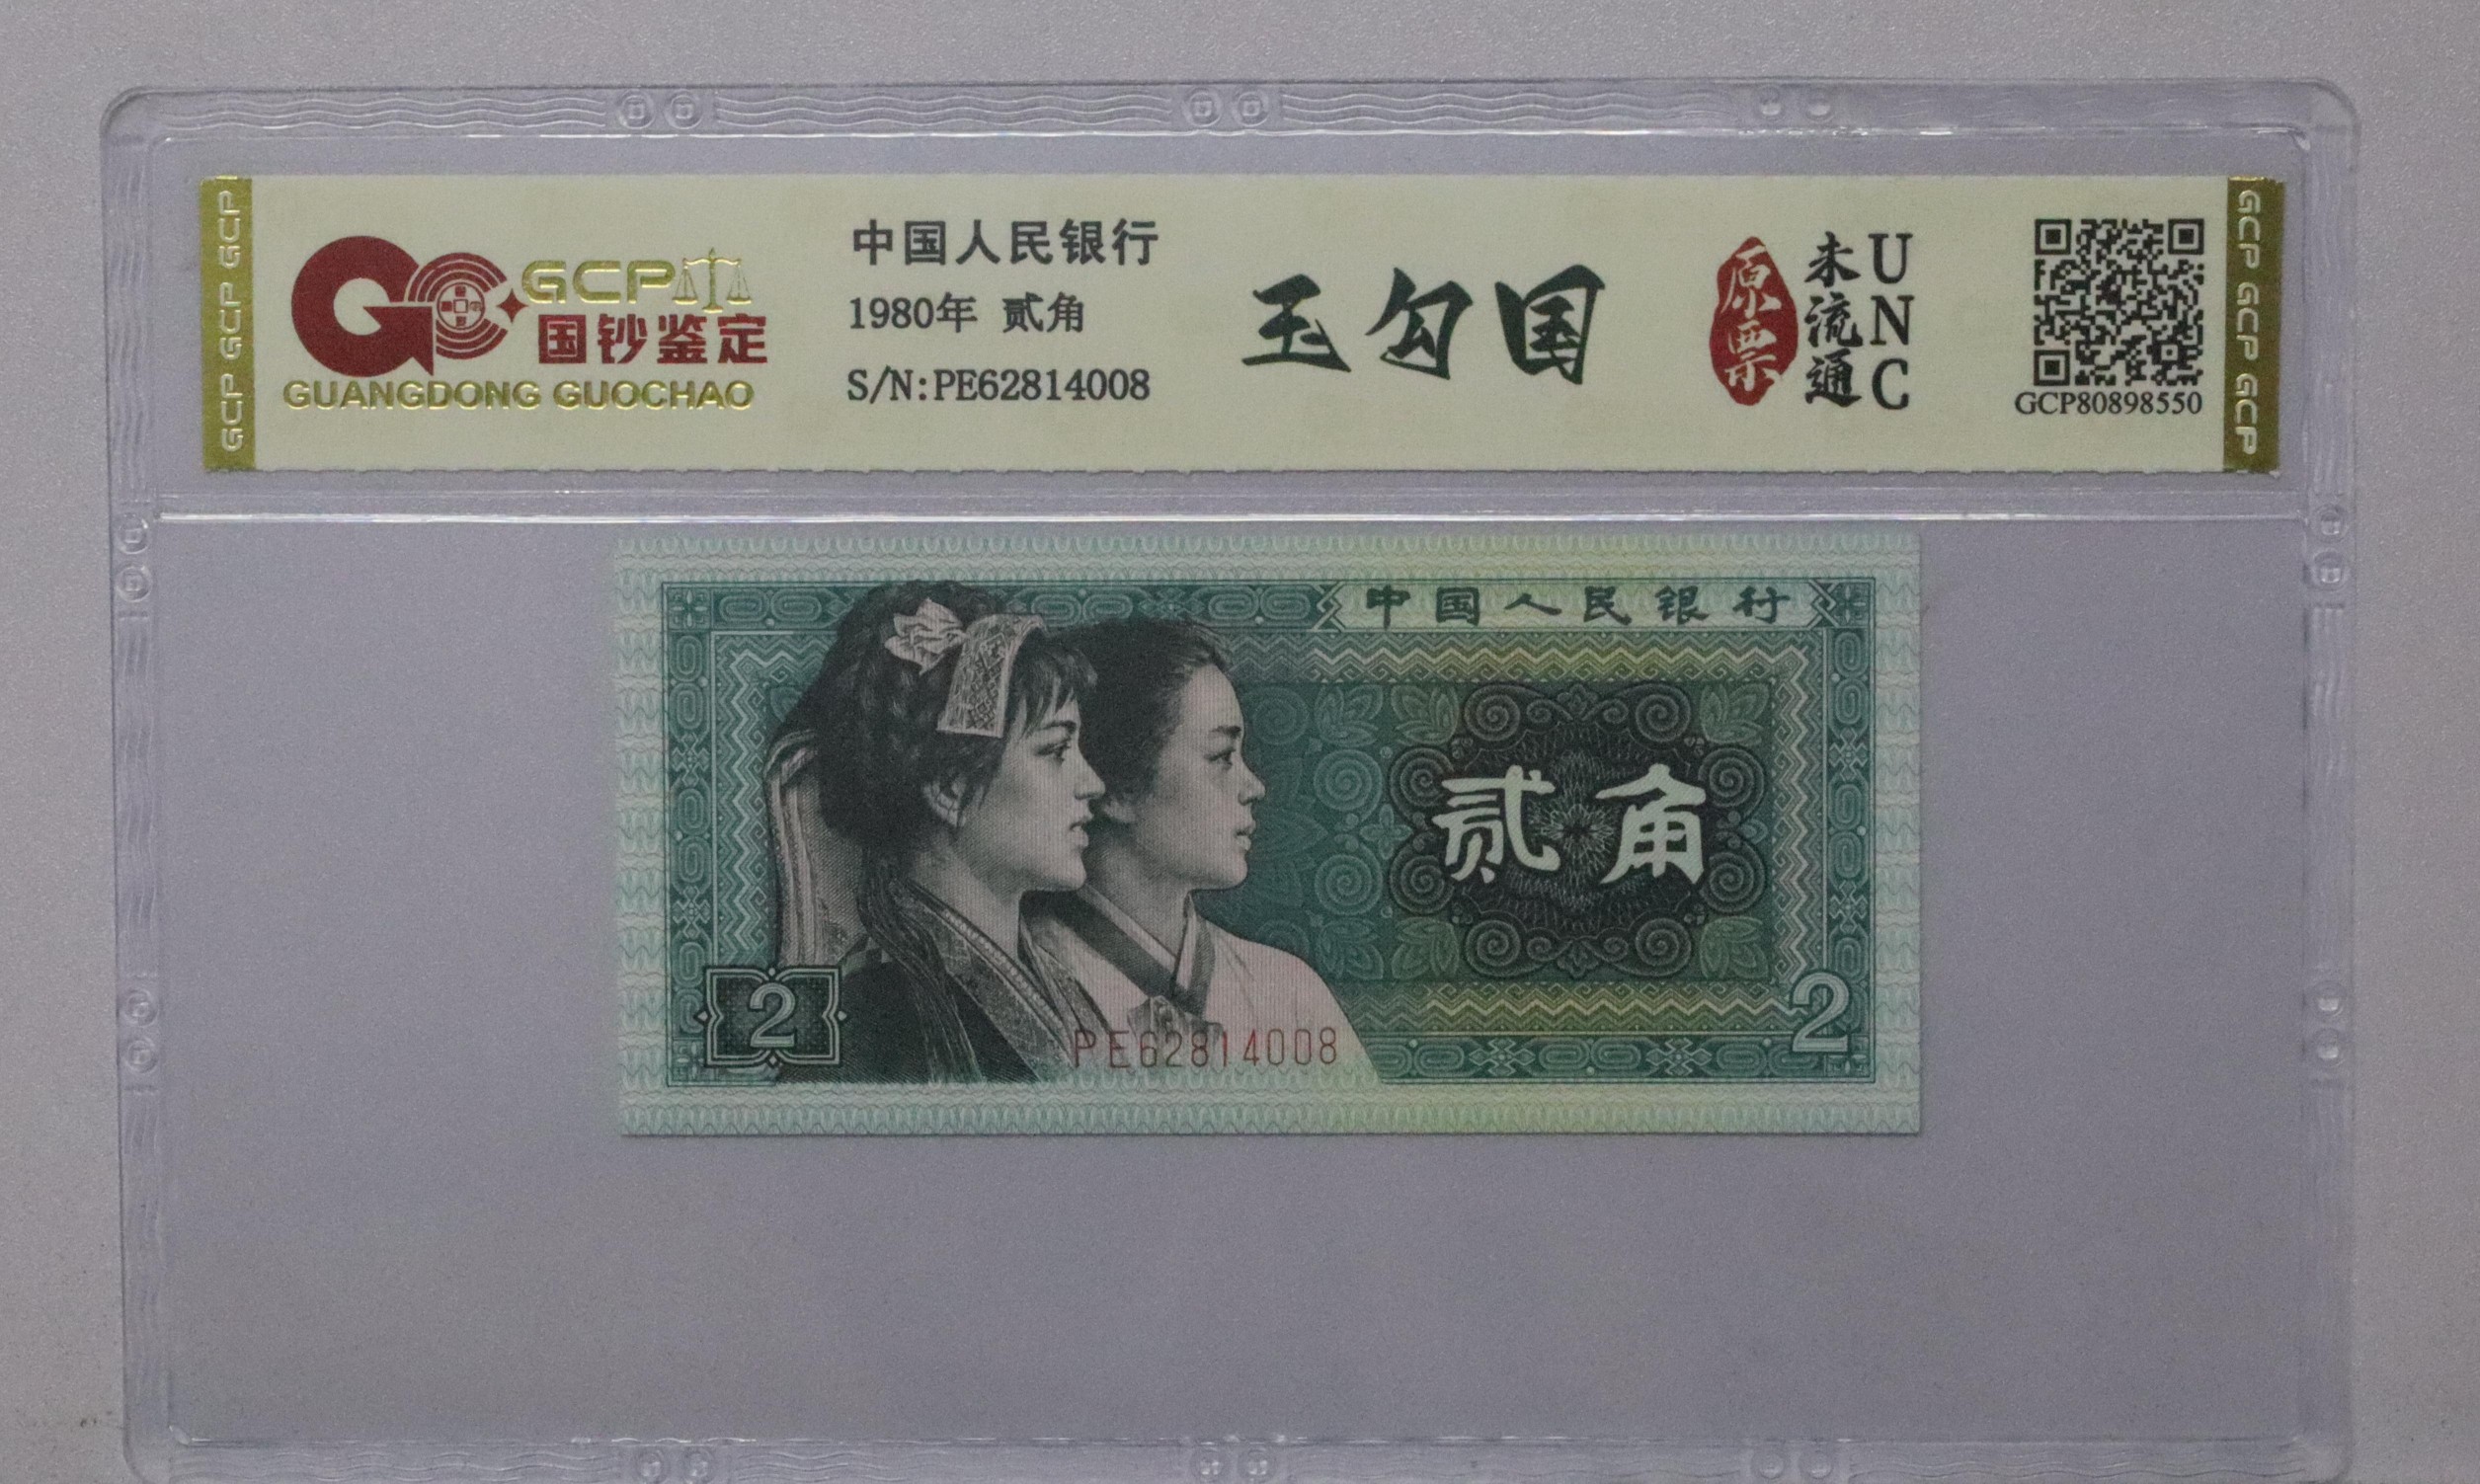 GCP GCP GCP
GCP
国钞鉴定
GUANGDONG GUOCHAO
中国人民银行
1980年 贰角
S/N:PE62814008
玉勾国
原票
未流通
UNC
GCP80898550
GCP GCP GCP
中国人民银行
贰角
2
2
PE62814008